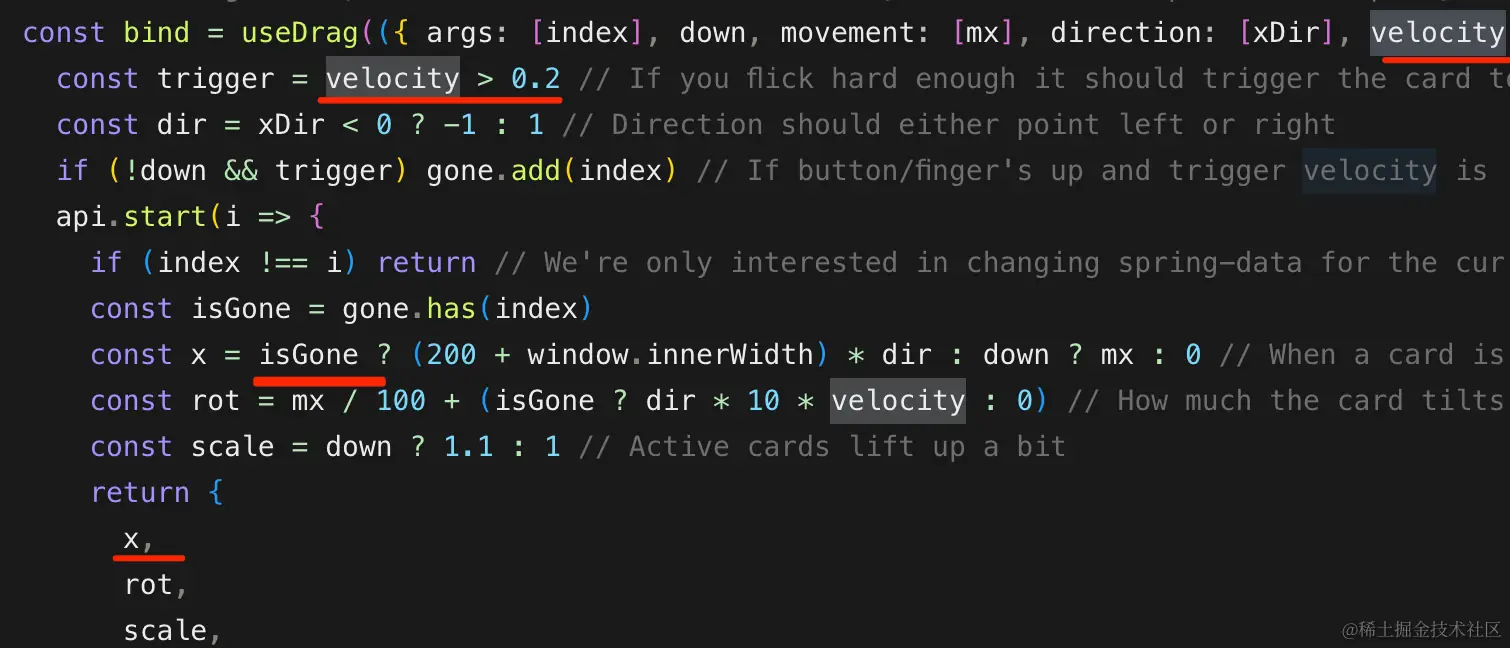 const bind = useDrag(({ args: [index], down, movement: [mx], direction: [xDir], velocity
const trigger = velocity > 0.2 // If you flick hard enough it should trigger the card
const dir = xDir < 0 ? -1 : 1 // Direction should either point left or right
if (!down && trigger) gone.add(index) // If button/finger's up and trigger velocity is
api.start(i => {
if (index !== i) return // We're only interested in changing spring-data for the cur
const isGone = gone.has(index)
const x = isGone ? (200 + window.innerWidth) * dir : down ? mx : 0 // When a card is
const rot = mx / 100 + (isGone ? dir * 10 * velocity : 0) // How much the card tilts
const scale = down ? 1.1 : 1 // Active cards lift up a bit
return {
x,
rot,
scale,
@稀土掘金技术社区